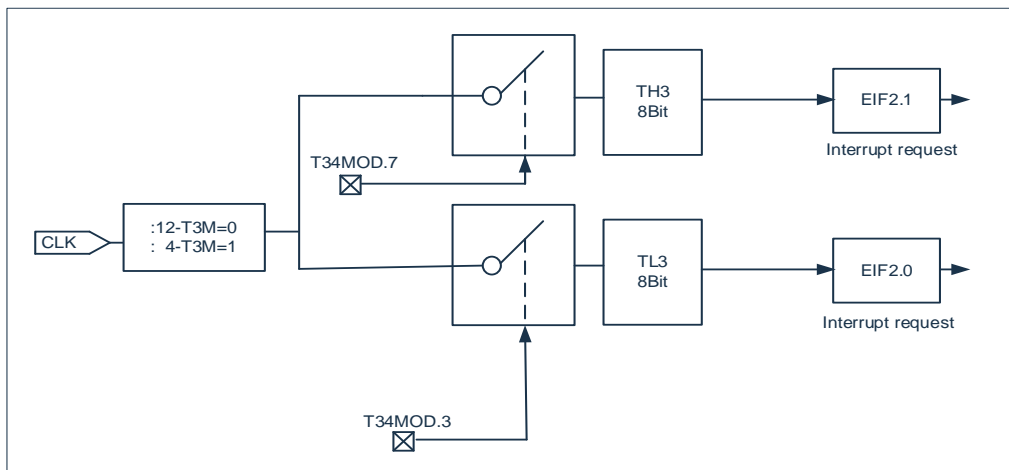 TH3
8Bit
EIF2.1
Interrupt request
T34MOD.7
CLK
:12-T3M=0
: 4-T3M=1
TL3
8Bit
EIF2.0
Interrupt request
T34MOD.3